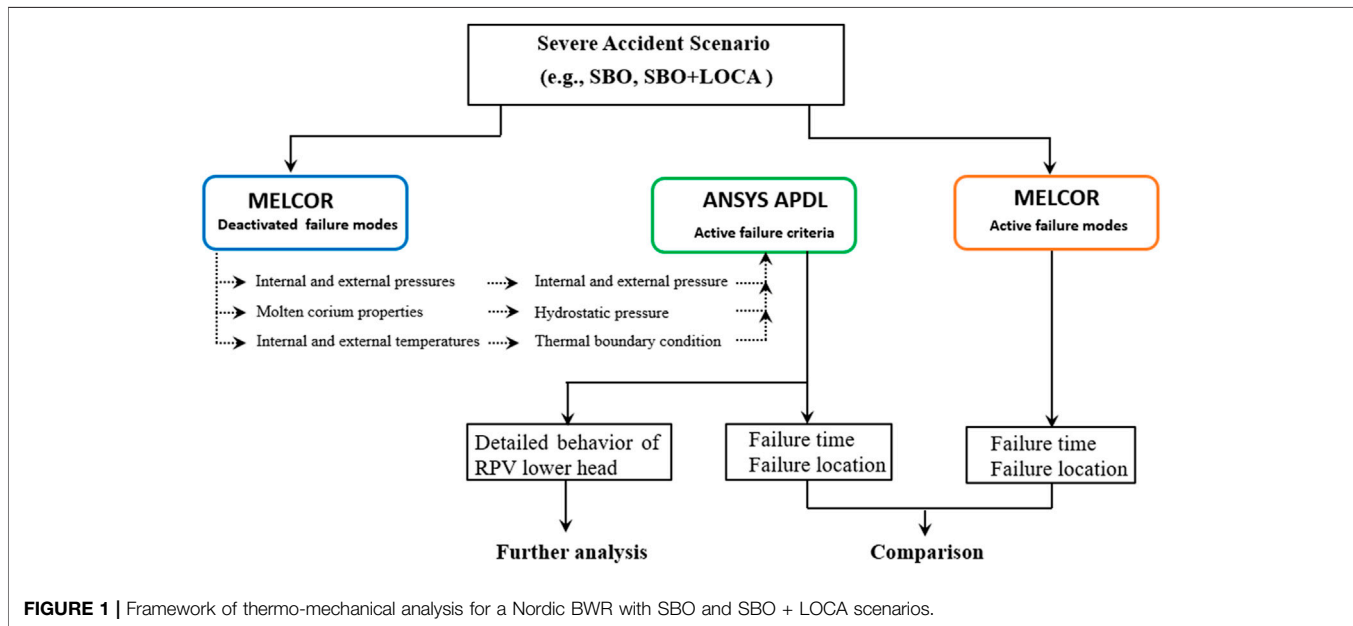 Severe Accident Scenario
(e.g., SBO, SBO+LOCA )
MELCOR
Deactivated failure modes
ANSYS APDL
Active failure criteria
MELCOR
Active failure modes
Internal and external pressures
Internal and external pressure
Molten corium properties
Hydrostatic pressure
Internal and external temperatures
Thermal boundary condition
Detailed behavior of
RPV lower head
Failure time
Failure location
Failure time
Failure location
Further analysis
Comparison
FIGURE 1 | Framework of thermo-mechanical analysis for a Nordic BWR with SBO and SBO + LOCA scenarios.